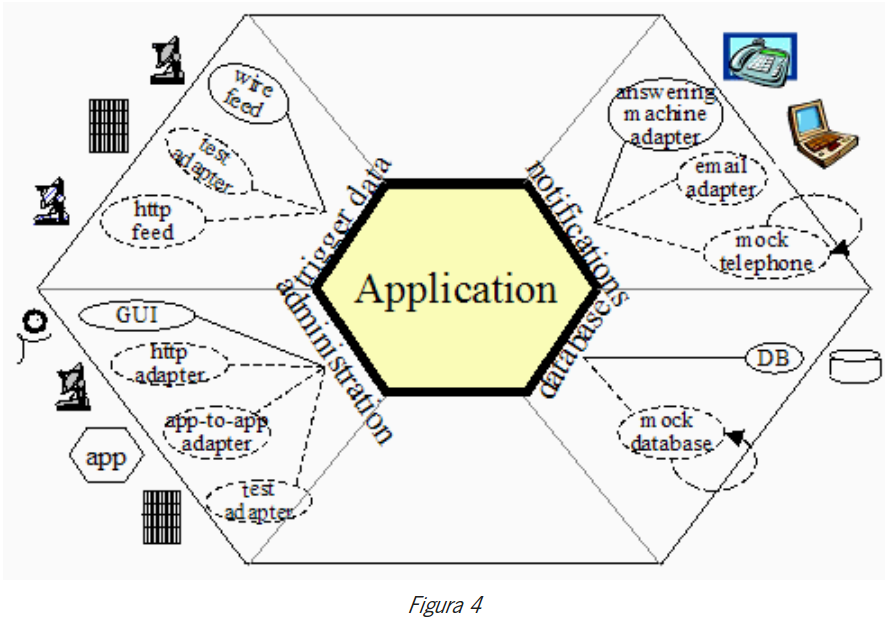 wire
feed
test
adapter
http
feed
trigger data
answering
machine
adapter
email
adapter
mock
telephone
notifications
Application
GUI
http
adapter
app-to-app
adapter
app
test
adapter
administration
database
DB
mock
database
Figura 4